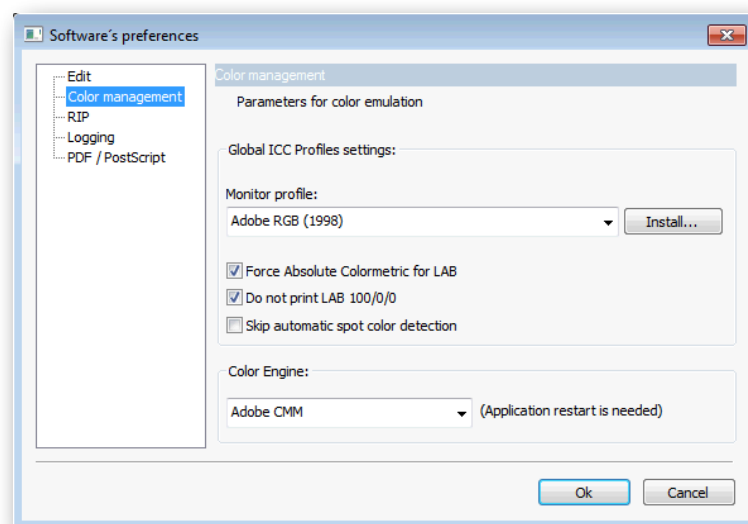 Software´s preferences
Edit
Color management
RIP
Logging
PDF / PostScript
Color management
Parameters for color emulation
Global ICC Profiles settings:
Monitor profile:
Adobe RGB (1998)
Install...
Force Absolute Colormetric for LAB
Do not print LAB 100/0/0
Skip automatic spot color detection
Color Engine:
Adobe CMM
(Application restart is needed)
Ok
Cancel